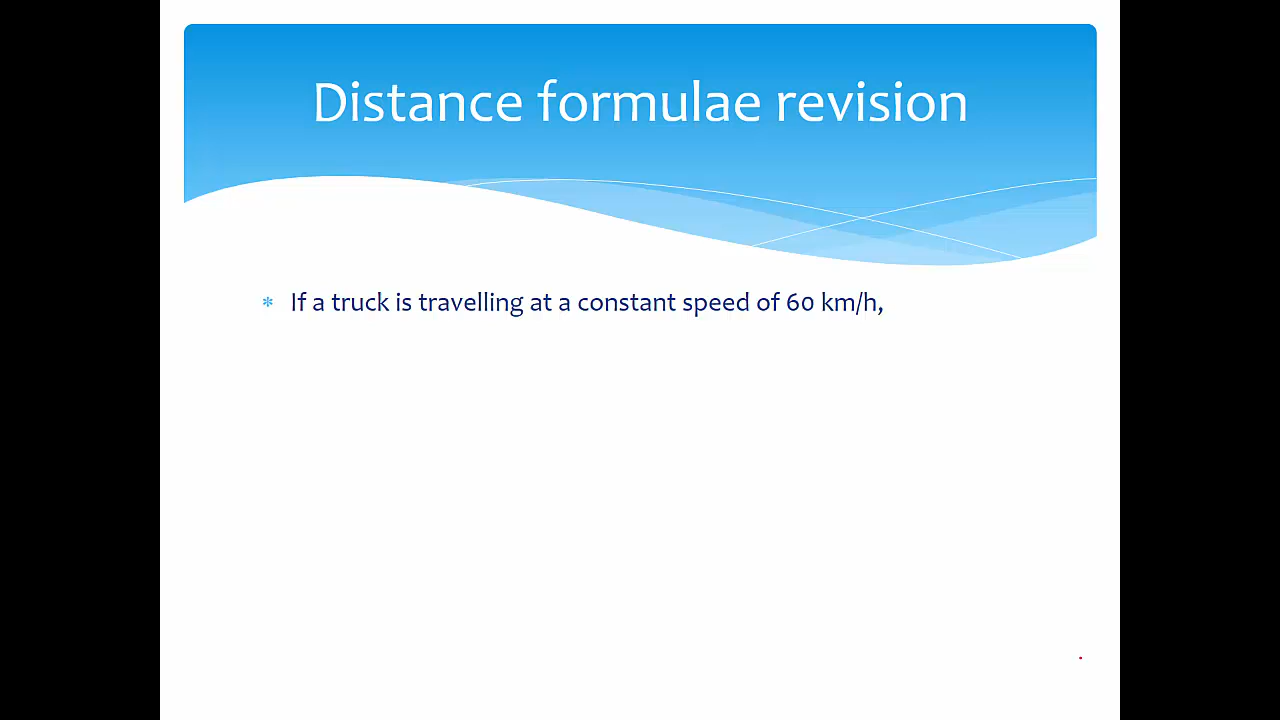 Distance formulae revision
* If a truck is travelling at a constant speed of 60 km/h,